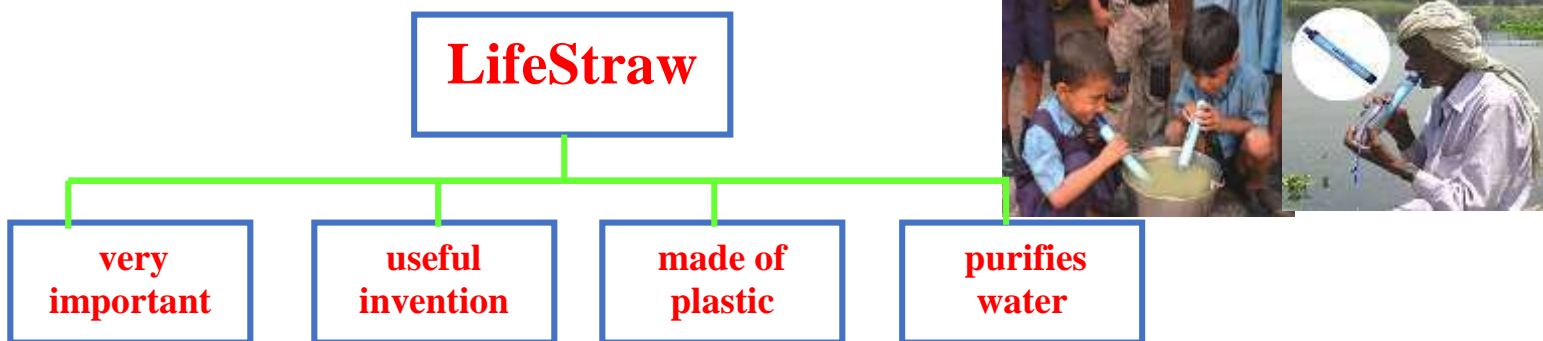 LifeStraw
very
important
useful
invention
made of
plastic
purifies
water